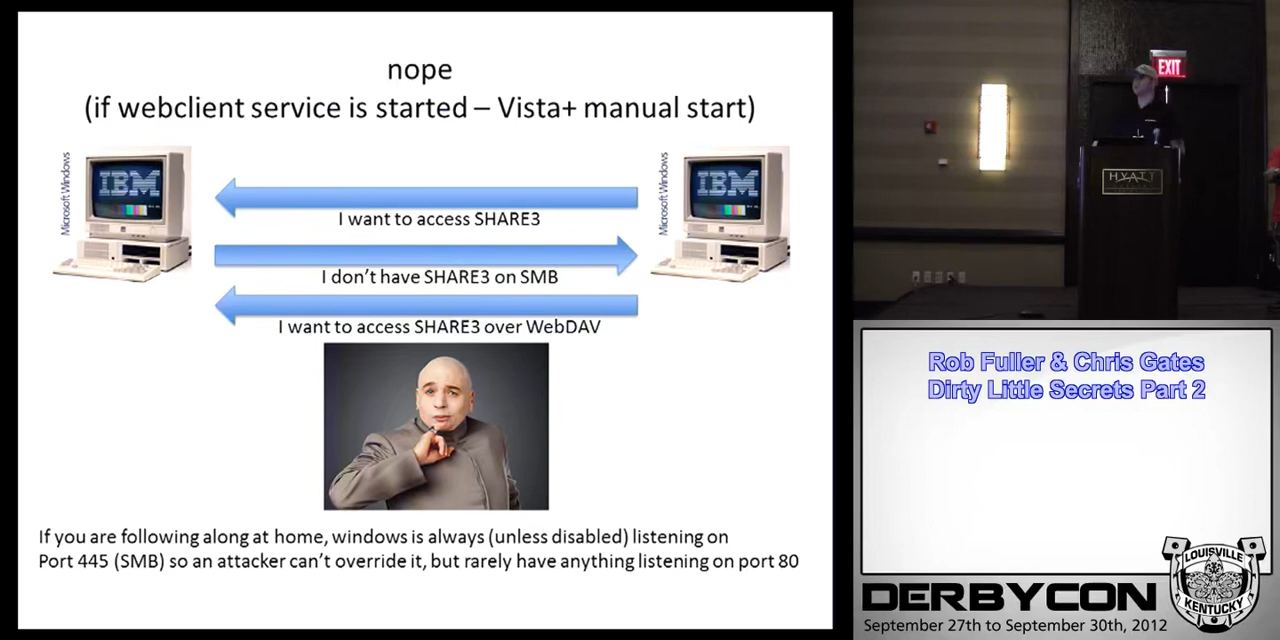 nope
(if webclient service is started – Vista+ manual start)
Microsoft Windows
IBM
Microsoft Windows
IBM
I want to access SHARE3
I don't have SHARE3 on SMB
I want to access SHARE3 over WebDAV
If you are following along at home, windows is always (unless disabled) listening on
Port 445 (SMB) so an attacker can't override it, but rarely have anything listening on port 80
EXIT
HYATT
Rob Fuller & Chris Gates
Dirty Little Secrets Part 2
LOUISVILLE
KENTUCKY
DERBYCON
September 27th to September 30th, 2012